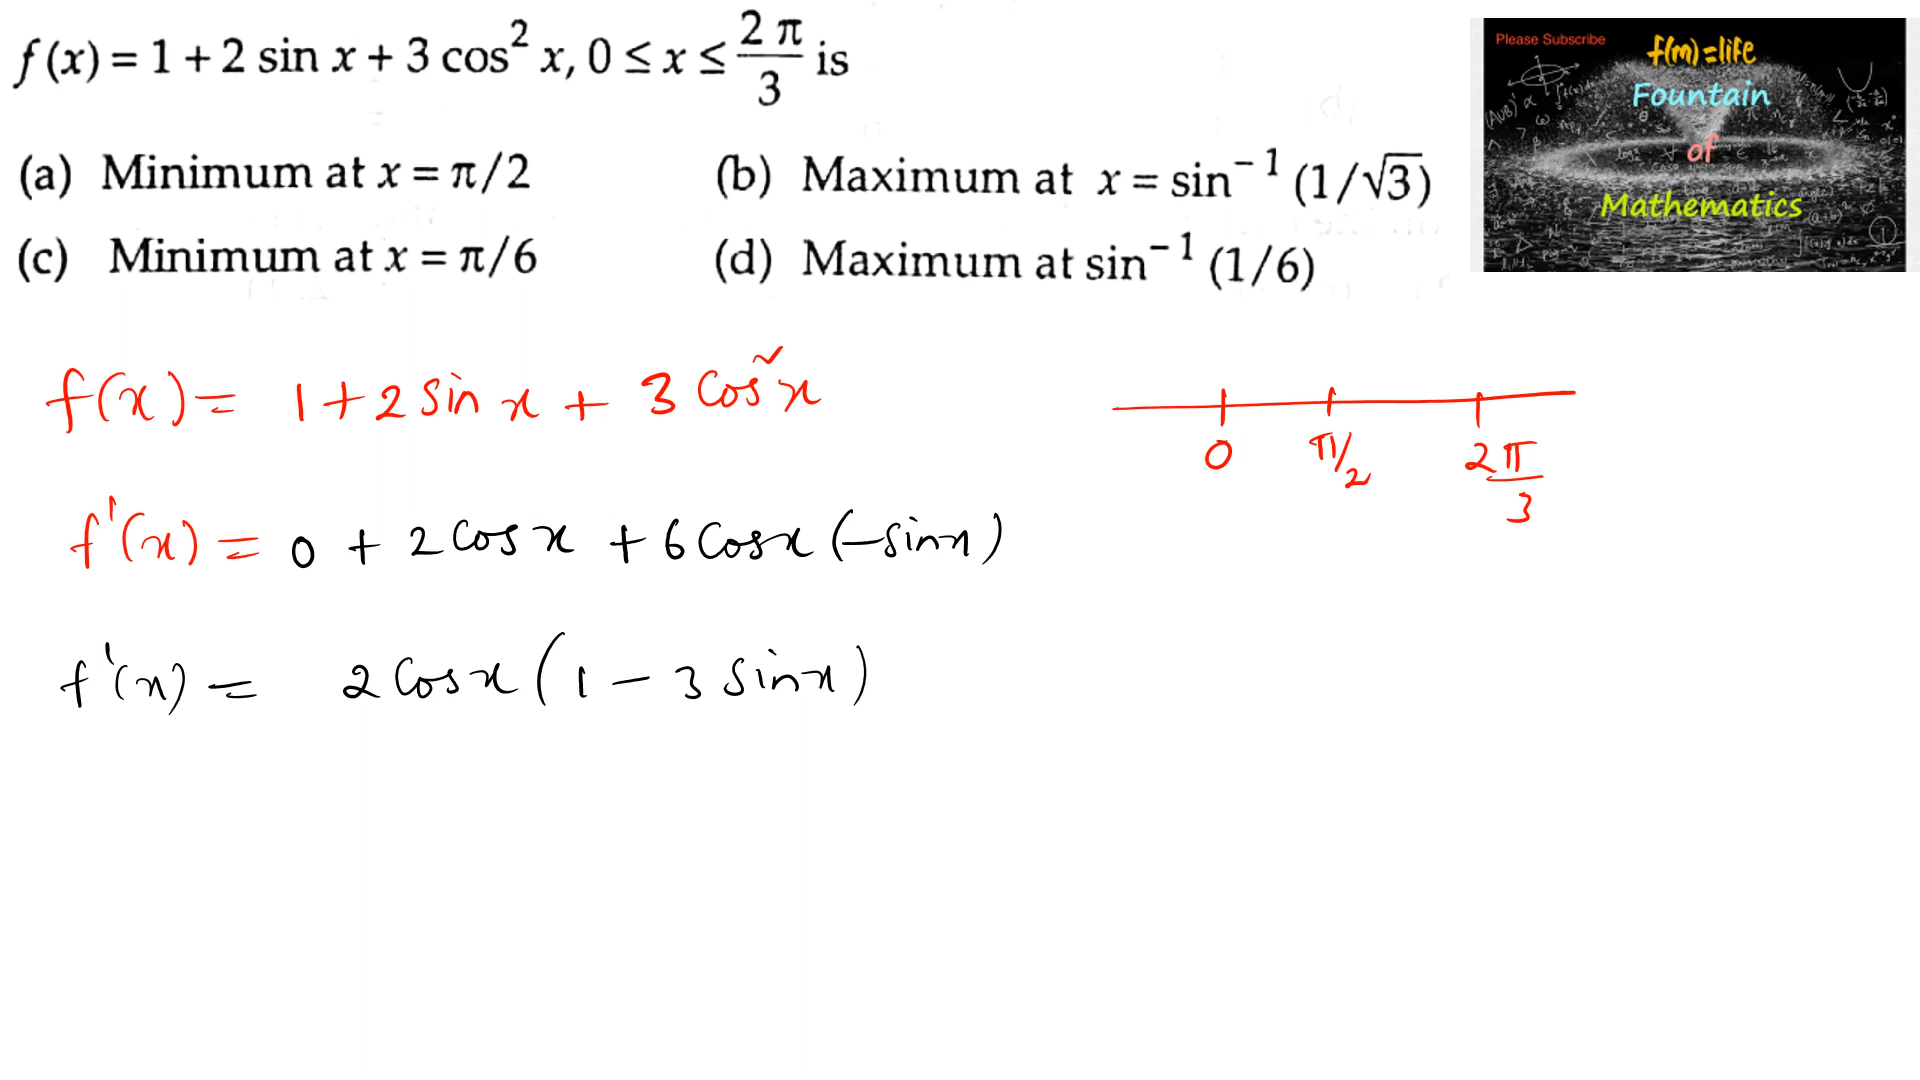 f(x) = 1 + 2 sin x + 3 cos² x, 0 ≤ x ≤ 2π/3 is
(a) Minimum at x = π/2 (b) Maximum at x = sin⁻¹ (1/√3)
(c) Minimum at x = π/6 (d) Maximum at sin⁻¹ (1/6)
Please Subscribe
f(m)=life
Fountain
of
Mathematics
f(x) = 1 + 2 sin x + 3 cos² x
0 π/2 2π/3
f'(x) = 0 + 2 cos x + 6 cos x (-sin x)
f'(x) = 2 cos x (1 - 3 sin x)